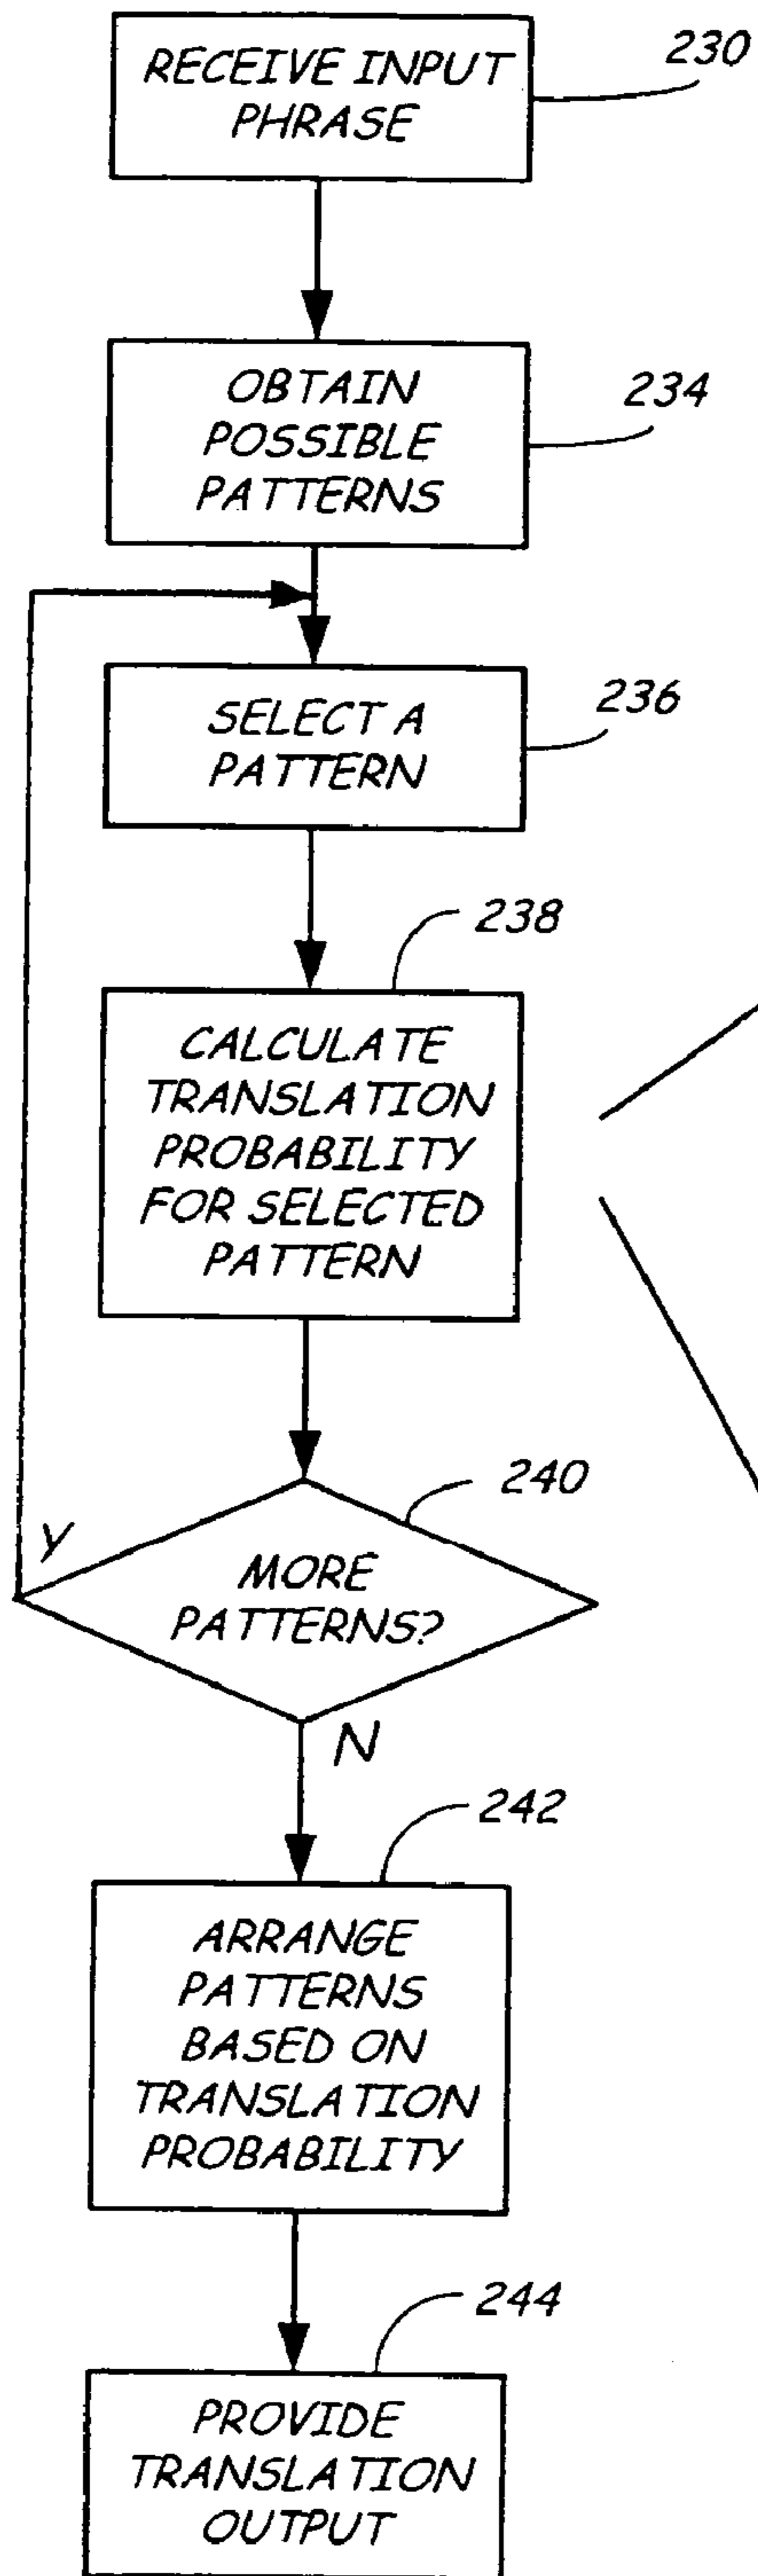 RECEIVE INPUT
PHRASE
230
OBTAIN
POSSIBLE
PATTERNS
234
SELECT A
PATTERN
236
238
CALCULATE
TRANSLATION
PROBABILITY
FOR SELECTED
PATTERN
240
Y
MORE
PATTERNS?
N
242
ARRANGE
PATTERNS
BASED ON
TRANSLATION
PROBABILITY
244
PROVIDE
TRANSLATION
OUTPUT